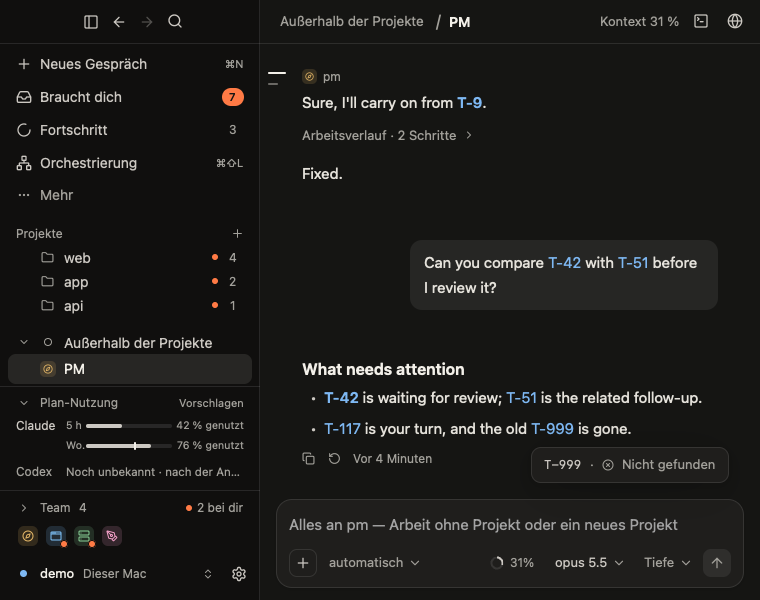 Außerhalb der Projekte / PM
Kontext 31 %
Neues Gespräch ⌘N
Braucht dich 7
Fortschritt 3
Orchestrierung ⌘⇧L
Mehr
Projekte
web 4
app 2
api 1
Außerhalb der Projekte
PM
Plan-Nutzung Vorschlagen
Claude 5 h 42 % genutzt
Wo. 76 % genutzt
Codex Noch unbekannt · nach der An…
Team 4 2 bei dir
demo Dieser Mac
pm
Sure, I'll carry on from T-9.
Arbeitsverlauf · 2 Schritte
Fixed.
Can you compare T-42 with T-51 before
I review it?
What needs attention
• T-42 is waiting for review; T-51 is the related follow-up.
• T-117 is your turn, and the old T-999 is gone.
Vor 4 Minuten
T-999 · Nicht gefunden
Alles an pm — Arbeit ohne Projekt oder ein neues Projekt
automatisch 31% opus 5.5 Tiefe